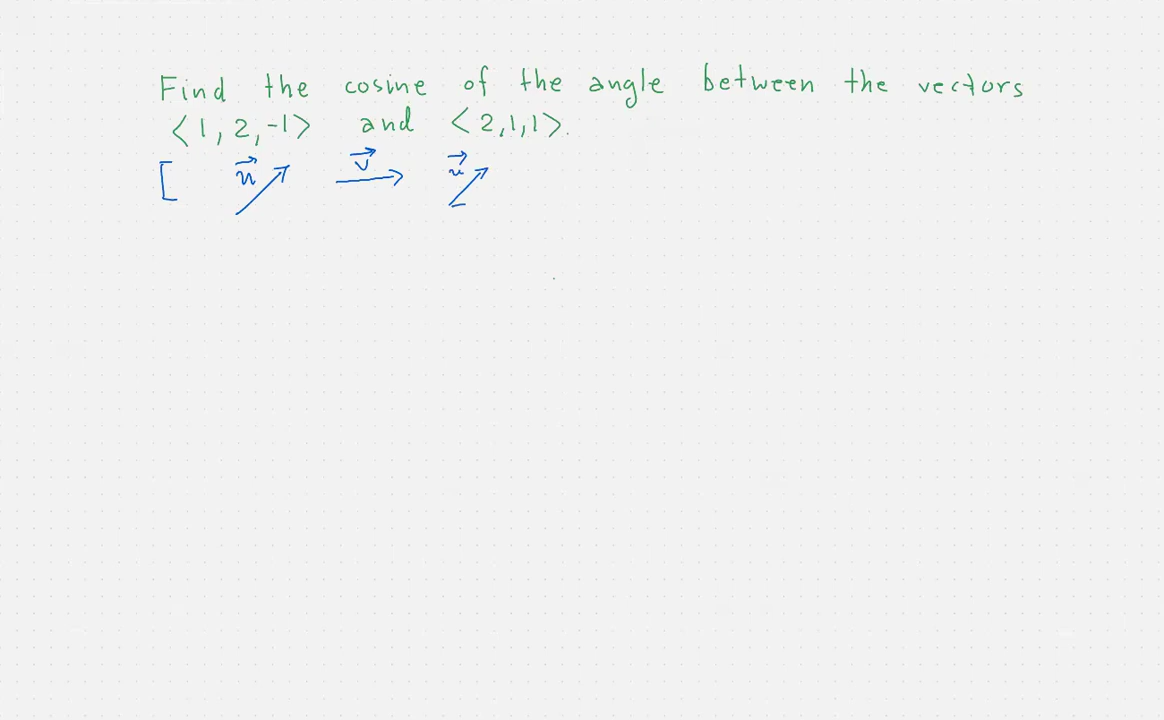 Find the cosine of the angle between the vectors
<1, 2, -1> and <2, 1, 1>.
[ u⃗ v⃗ u⃗